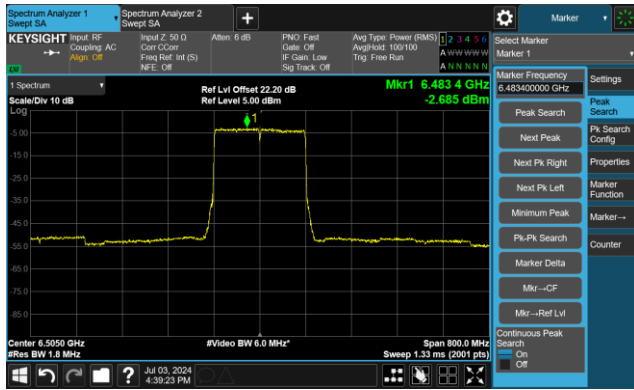 Spectrum Analyzer 1
Swept SA
Spectrum Analyzer 2
Swept SA
+
Marker
KEYSIGHT
Input: RF
Coupling: AC
Align: Off
Input Z: 50 Ω
Corr CCorr
Freq Ref: Int (S)
NFE: Off
Atten: 6 dB
PNO: Fast
Gate: Off
IF Gain: Low
Sig Track: Off
Avg Type: Power (RMS)
Avg|Hold: 100/100
Trig: Free Run
1 2 3 4 5 6
A W W W W W
A N N N N N
Select Marker
Marker 1
1 Spectrum
Scale/Div 10 dB
Log
Ref Lvl Offset 22.20 dB
Ref Level 5.00 dBm
Mkr1 6.483 4 GHz
-2.685 dBm
1
-5.00
-15.0
-25.0
-35.0
-45.0
-55.0
-65.0
-75.0
-85.0
Center 6.5050 GHz
#Res BW 1.8 MHz
#Video BW 6.0 MHz*
Span 800.0 MHz
Sweep 1.33 ms (2001 pts)
Marker Frequency
6.483400000 GHz
Peak Search
Next Peak
Next Pk Right
Next Pk Left
Minimum Peak
Pk-Pk Search
Marker Delta
Mkr→CF
Mkr→Ref Lvl
Continuous Peak
Search
On
Off
Settings
Peak
Search
Pk Search
Config
Properties
Marker
Function
Marker→
Counter
?
Jul 03, 2024
4:39:23 PM